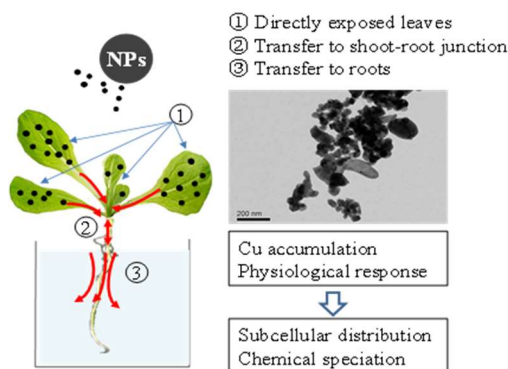 ① Directly exposed leaves
② Transfer to shoot-root junction
③ Transfer to roots
NPs
①
②
③
200 nm
Cu accumulation
Physiological response
Subcellular distribution
Chemical speciation